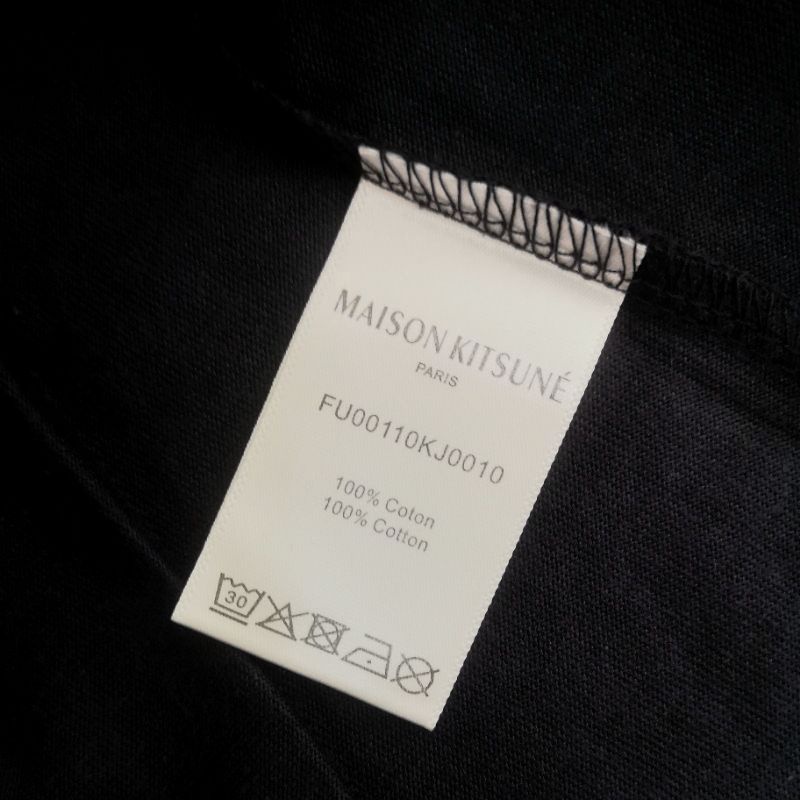 MAISON KITSUNÉ
PARIS
FU00110KJ0010
100% Coton
100% Cotton
30